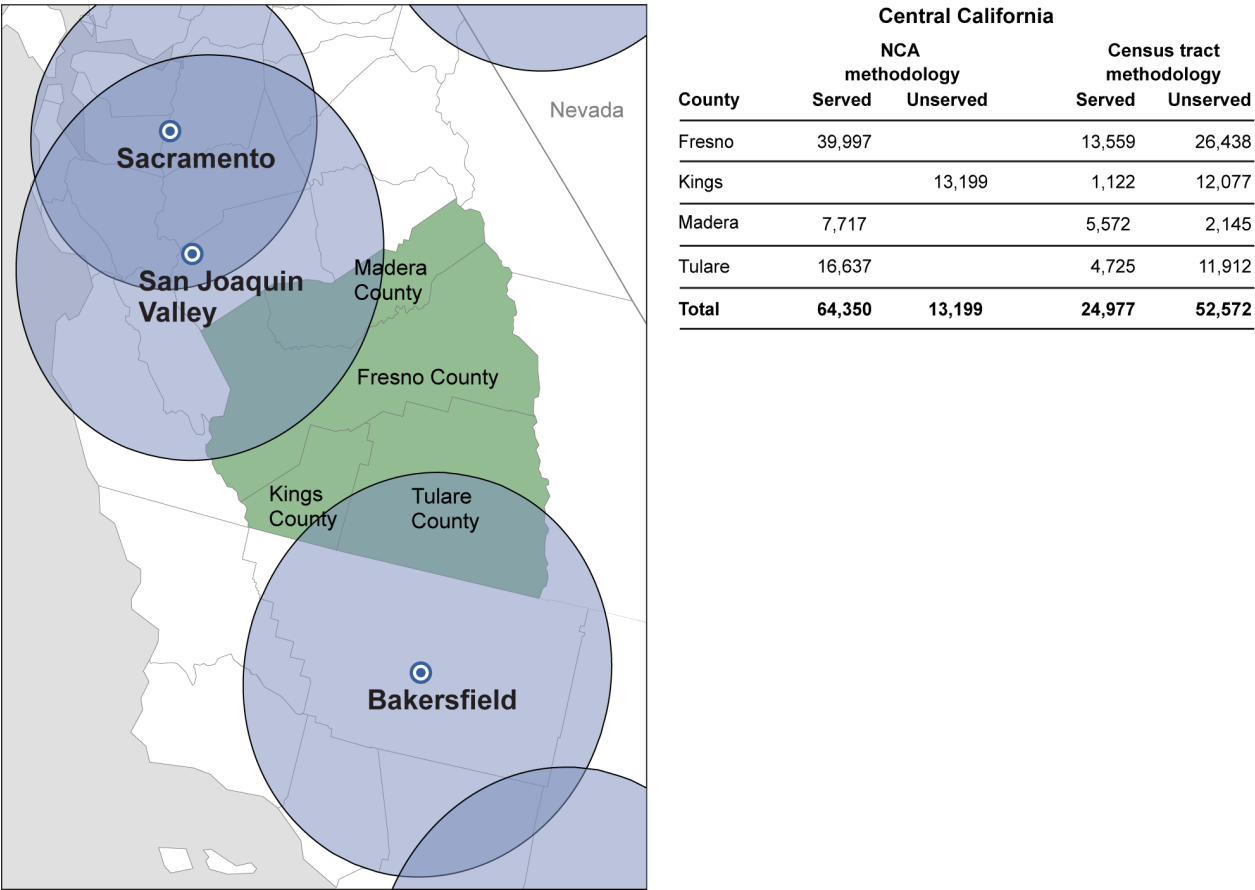 Nevada
Sacramento
San Joaquin
Valley
Madera
County
Fresno County
Kings
County
Tulare
County
Bakersfield
Central California
NCA methodology Census tract methodology
County Served Unserved Served Unserved
Fresno 39,997 13,559 26,438
Kings 13,199 1,122 12,077
Madera 7,717 5,572 2,145
Tulare 16,637 4,725 11,912
Total 64,350 13,199 24,977 52,572